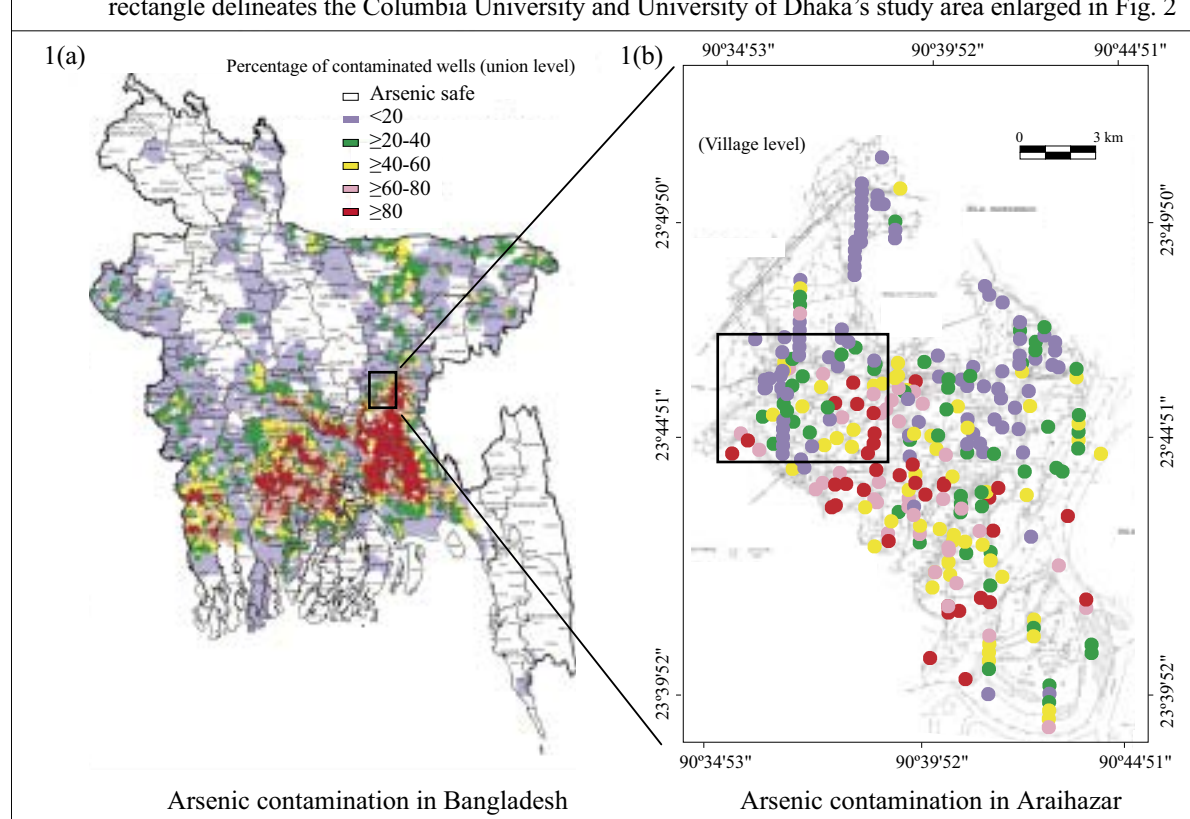 rectangle delineates the Columbia University and University of Dhaka's study area enlarged in Fig. 2
1(a)
Percentage of contaminated wells (union level)
Arsenic safe
<20
≥20-40
≥40-60
≥60-80
≥80
1(b)
90º34'53"
90º39'52"
90º44'51"
(Village level)
0
3 km
23º49'50"
23º49'50"
23º44'51"
23º44'51"
23º39'52"
23º39'52"
90º34'53"
90º39'52"
90º44'51"
Arsenic contamination in Bangladesh
Arsenic contamination in Araihazar